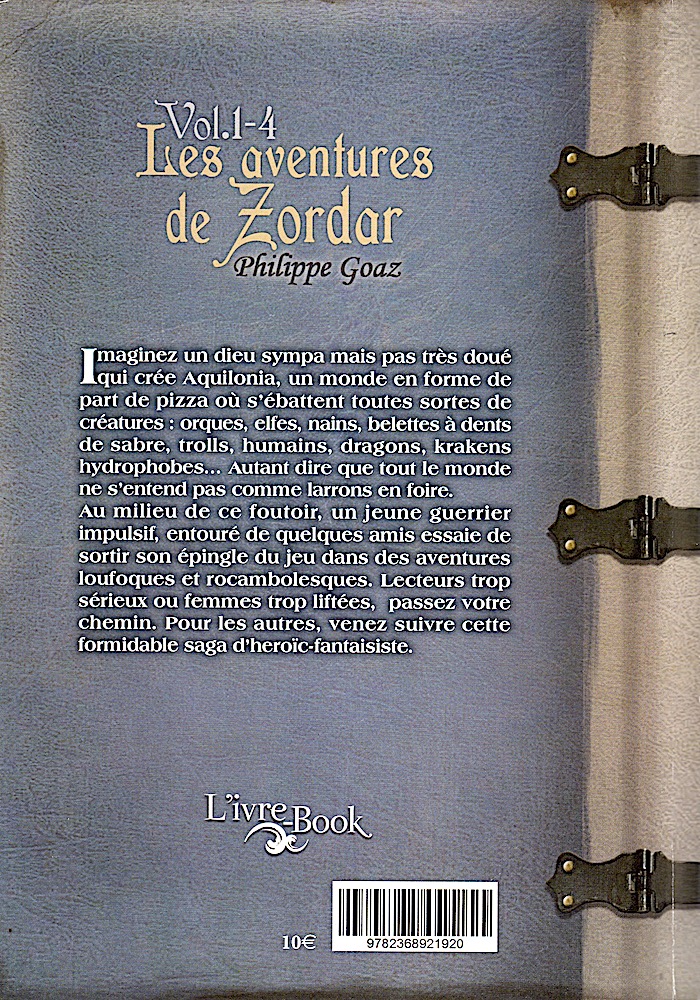 Vol.1-4
Les aventures
de Zordar
Philippe Goaz
Imaginez un dieu sympa mais pas très doué
qui crée Aquilonia, un monde en forme de
part de pizza où s'ébattent toutes sortes de
créatures : orques, elfes, nains, belettes à dents
de sabre, trolls, humains, dragons, krakens
hydrophobes... Autant dire que tout le monde
ne s'entend pas comme larrons en foire.
Au milieu de ce foutoir, un jeune guerrier
impulsif, entouré de quelques amis essaie de
sortir son épingle du jeu dans des aventures
loufoques et rocambolesques. Lecteurs trop
sérieux ou femmes trop liftées,  passez votre
chemin. Pour les autres, venez suivre cette
formidable saga d'heroïc-fantaisiste.
L'ivre-Book
10€
9782368921920